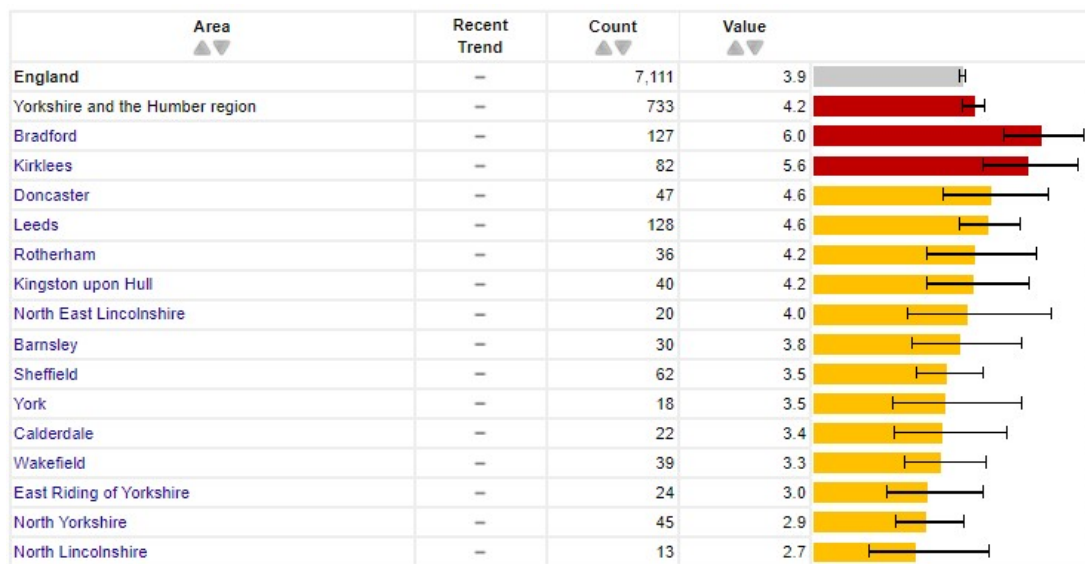 Area Recent Trend Count Value
England – 7,111 3.9
Yorkshire and the Humber region – 733 4.2
Bradford – 127 6.0
Kirklees – 82 5.6
Doncaster – 47 4.6
Leeds – 128 4.6
Rotherham – 36 4.2
Kingston upon Hull – 40 4.2
North East Lincolnshire – 20 4.0
Barnsley – 30 3.8
Sheffield – 62 3.5
York – 18 3.5
Calderdale – 22 3.4
Wakefield – 39 3.3
East Riding of Yorkshire – 24 3.0
North Yorkshire – 45 2.9
North Lincolnshire – 13 2.7